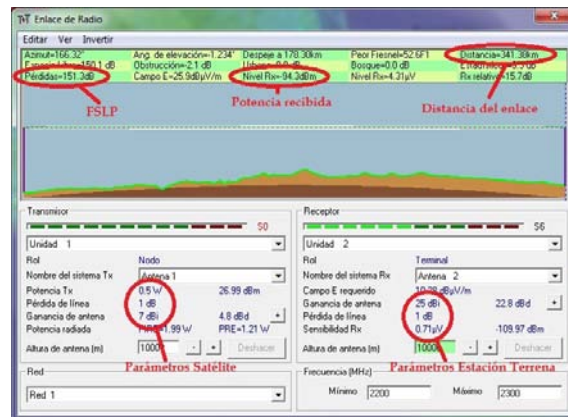 Enlace de Radio
Editar Ver Invertir
Azimut=166.32° Ang. de elevación=-1.234° Despeje a 178.30km Peor Fresnel=52.6F1 Distancia=341.30km
Obstrucción=-2.1 dB Bosque=0.0 dB
Pérdidas=151.3dB Campo E=25.9dBµV/m Nivel Rx=-94.3dBm Nivel Rx=4.31µV Rx relativo=15.7dB
FSLP
Potencia recibida
Distancia del enlace
Transmisor
S0
Unidad 1
Rol Nodo
Nombre del sistema Tx Antena 1
Potencia Tx 0.5 W 26.99 dBm
Pérdida de línea 1 dB
Ganancia de antena 7 dBi 4.8 dBd +
Potencia radiada PIRE=1.99 W PRE=1.21 W
Altura de antena (m) 1000 - + Deshacer
Parámetros Satélite
Red
Red 1
Receptor
S6
Unidad 2
Rol Terminal
Nombre del sistema Rx Antena 2
Campo E requerido dBµV/m
Ganancia de antena 25 dBi 22.8 dBd +
Pérdida de línea 1 dB
Sensibilidad Rx 0.71µV -109.97 dBm
Altura de antena (m) 1000 - + Deshacer
Parámetros Estación Terrena
Frecuencia (MHz)
Mínimo 2200 Máximo 2300